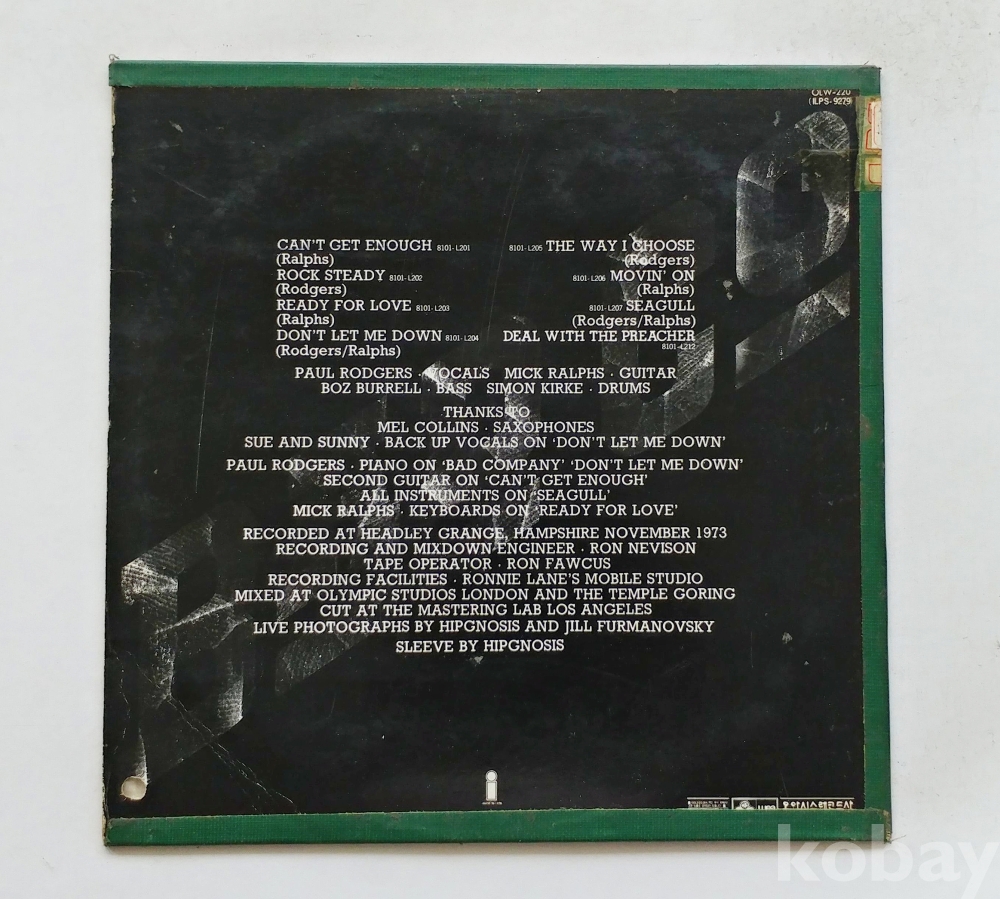 OLW-220
(ILPS-9279)
CAN'T GET ENOUGH 8101-L201
(Ralphs)
ROCK STEADY 8101-L202
(Rodgers)
READY FOR LOVE 8101-L203
(Ralphs)
DON'T LET ME DOWN 8101-L204
(Rodgers/Ralphs)
8101-L205 THE WAY I CHOOSE
(Rodgers)
8101-L206 MOVIN' ON
(Ralphs)
8101-L207 SEAGULL
(Rodgers/Ralphs)
DEAL WITH THE PREACHER
8101-L212
PAUL RODGERS · VOCALS MICK RALPHS · GUITAR
BOZ BURRELL · BASS SIMON KIRKE · DRUMS
THANKS TO
MEL COLLINS · SAXOPHONES
SUE AND SUNNY · BACK UP VOCALS ON 'DON'T LET ME DOWN'
PAUL RODGERS · PIANO ON 'BAD COMPANY' 'DON'T LET ME DOWN'
SECOND GUITAR ON 'CAN'T GET ENOUGH'
ALL INSTRUMENTS ON 'SEAGULL'
MICK RALPHS · KEYBOARDS ON 'READY FOR LOVE'
RECORDED AT HEADLEY GRANGE, HAMPSHIRE NOVEMBER 1973
RECORDING AND MIXDOWN ENGINEER · RON NEVISON
TAPE OPERATOR · RON FAWCUS
RECORDING FACILITIES · RONNIE LANE'S MOBILE STUDIO
MIXED AT OLYMPIC STUDIOS LONDON AND THE TEMPLE GORING
CUT AT THE MASTERING LAB LOS ANGELES
LIVE PHOTOGRAPHS BY HIPGNOSIS AND JILL FURMANOVSKY
SLEEVE BY HIPGNOSIS
오아시스레코드사
kobay